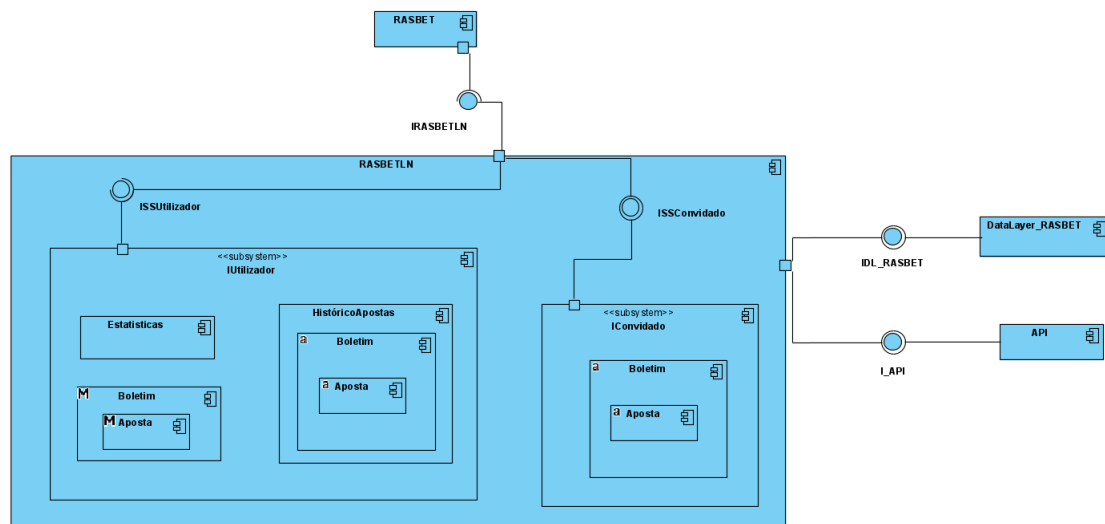 RASBET
IRASBETLN
RASBETLN
ISSUtilizador
ISSConvidado
<<subsystem>>
IUtilizador
Estatisticas
M Boletim
M Aposta
HistóricoApostas
a Boletim
a Aposta
<<subsystem>>
IConvidado
a Boletim
a Aposta
IDL_RASBET
DataLayer_RASBET
I_API
API